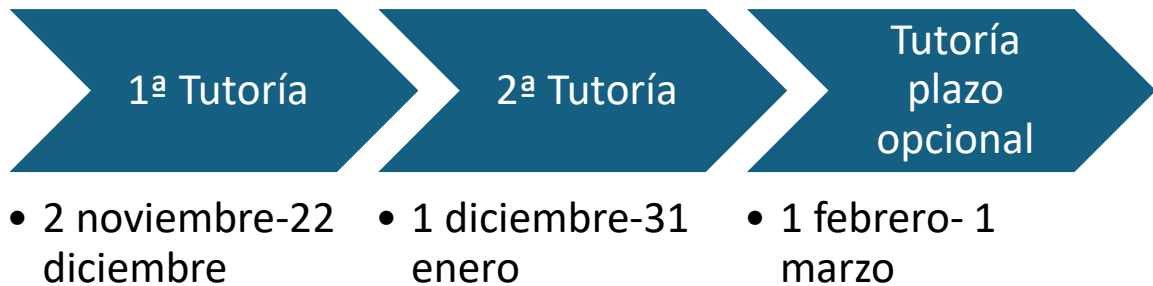 1ª Tutoría
2ª Tutoría
Tutoría
plazo
opcional
• 2 noviembre-22
diciembre
• 1 diciembre-31
enero
• 1 febrero- 1
marzo